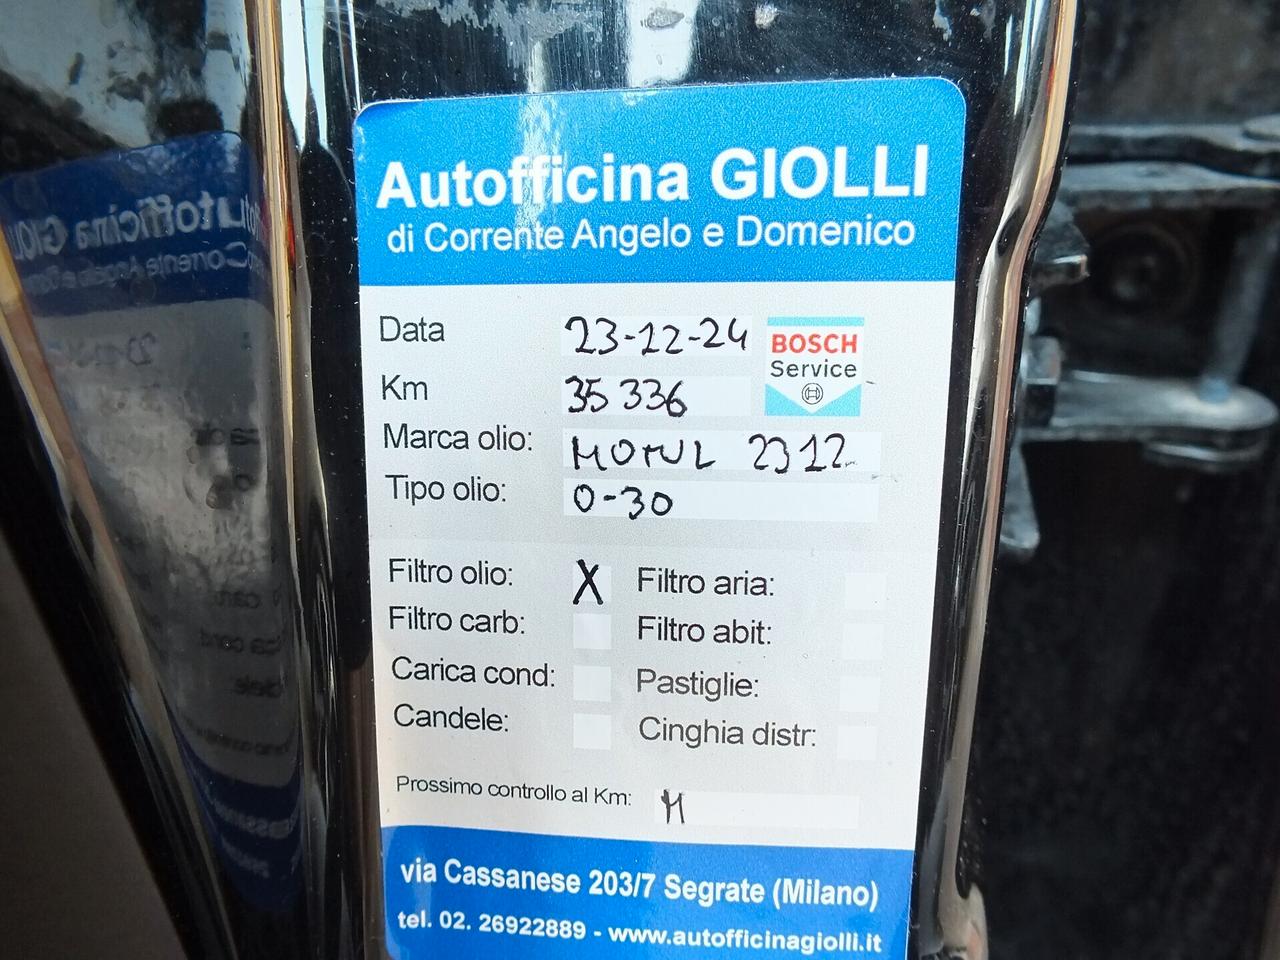 Autofficina GIOLLI
di Corrente Angelo e Domenico
Data 23-12-24
BOSCH
Service
Km 35 336
Marca olio: MOTUL 2312
Tipo olio: 0-30
Filtro olio: X Filtro aria:
Filtro carb: Filtro abit:
Carica cond: Pastiglie:
Candele: Cinghia distr:
Prossimo controllo al Km:
via Cassanese 203/7 Segrate (Milano)
tel. 02. 26922889 - www.autofficinagiolli.it